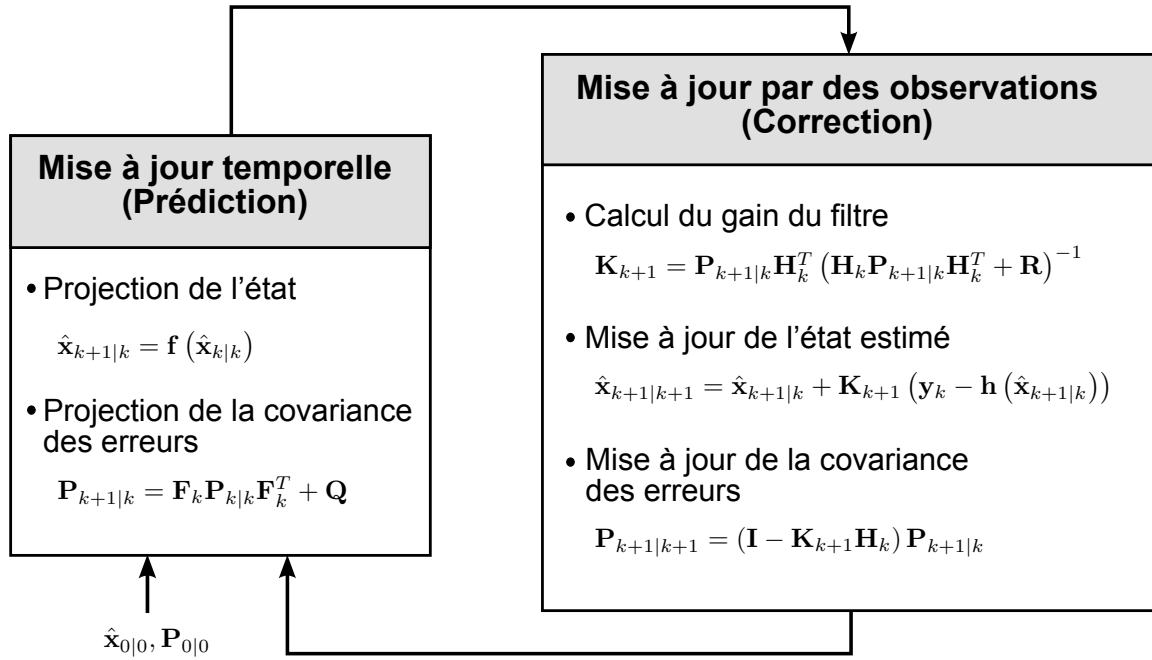 Mise à jour temporelle
(Prédiction)
• Projection de l’état
x̂_{k+1|k} = f (x̂_{k|k})
• Projection de la covariance
des erreurs
P_{k+1|k} = F_k P_{k|k} F_k^T + Q
x̂_{0|0}, P_{0|0}
Mise à jour par des observations
(Correction)
• Calcul du gain du filtre
K_{k+1} = P_{k+1|k} H_k^T (H_k P_{k+1|k} H_k^T + R)^{-1}
• Mise à jour de l’état estimé
x̂_{k+1|k+1} = x̂_{k+1|k} + K_{k+1} (y_k − h (x̂_{k+1|k}))
• Mise à jour de la covariance
des erreurs
P_{k+1|k+1} = (I − K_{k+1} H_k) P_{k+1|k}